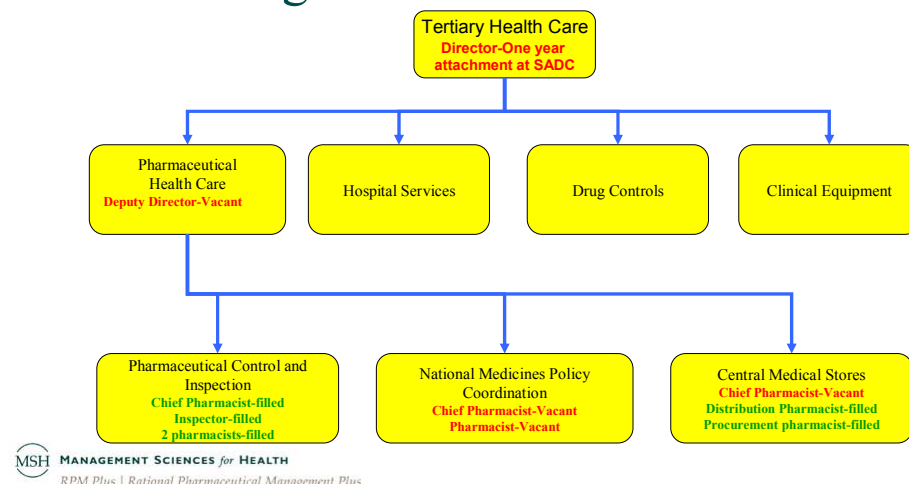 Tertiary Health Care
Director-One year
attachment at SADC
Pharmaceutical
Health Care
Deputy Director-Vacant
Hospital Services
Drug Controls
Clinical Equipment
Pharmaceutical Control and
Inspection
Chief Pharmacist-filled
Inspector-filled
2 pharmacists-filled
National Medicines Policy
Coordination
Chief Pharmacist-Vacant
Pharmacist-Vacant
Central Medical Stores
Chief Pharmacist-Vacant
Distribution Pharmacist-filled
Procurement pharmacist-filled
MSH MANAGEMENT SCIENCES for HEALTH
RPM Plus | Rational Pharmaceutical Management Plus